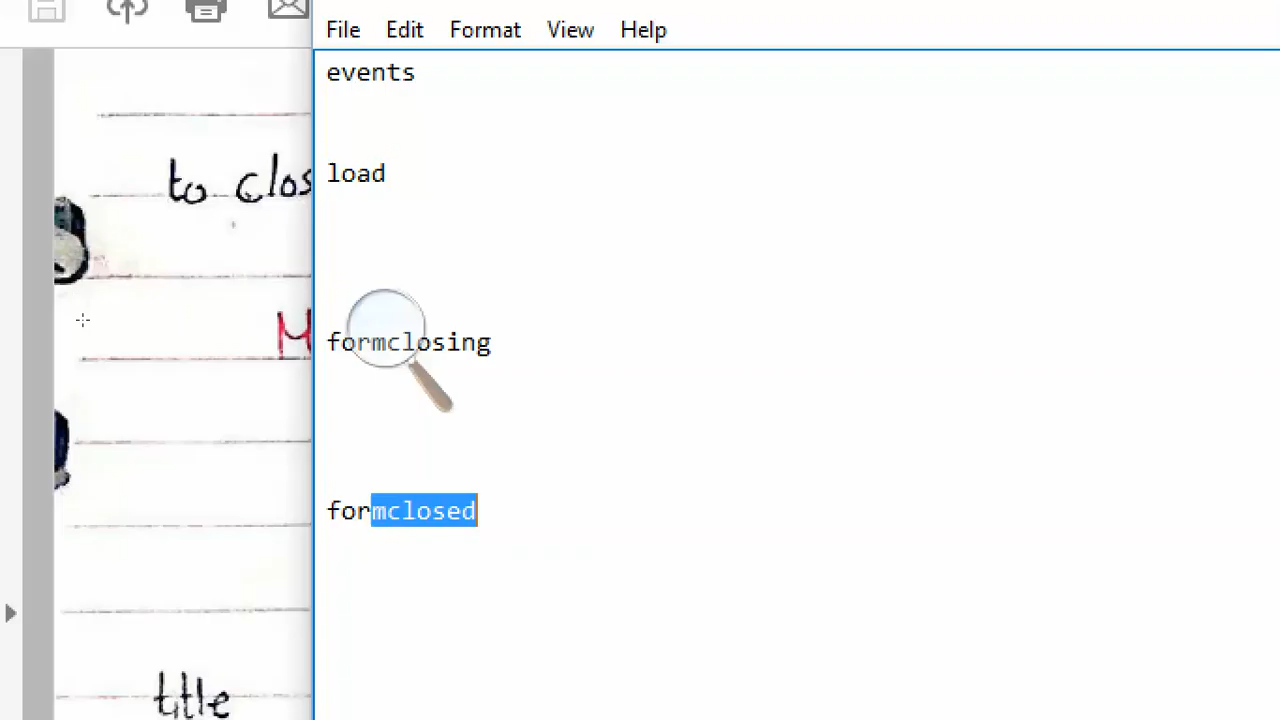 File Edit Format View Help
events
load
formclosing
formclosed
to clos
title